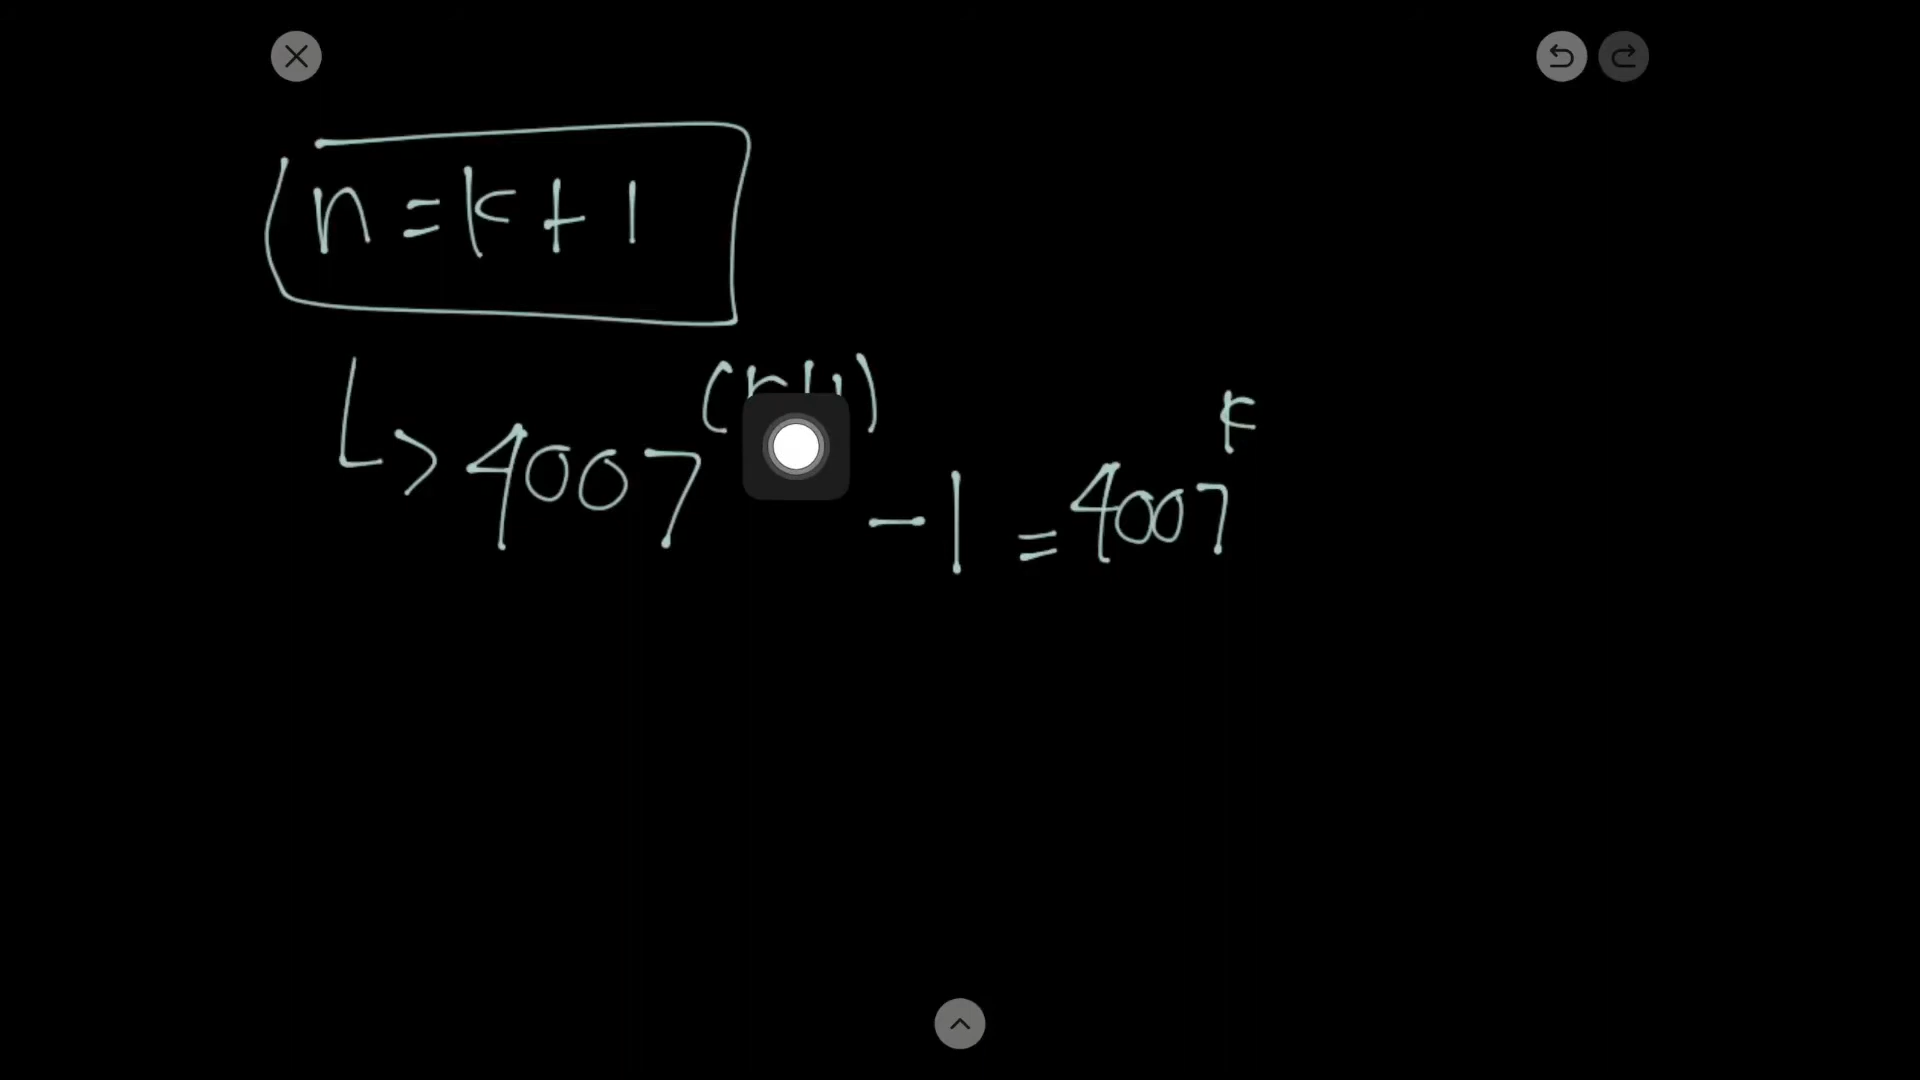 n = k + 1
4007 - 1 = 4007^k